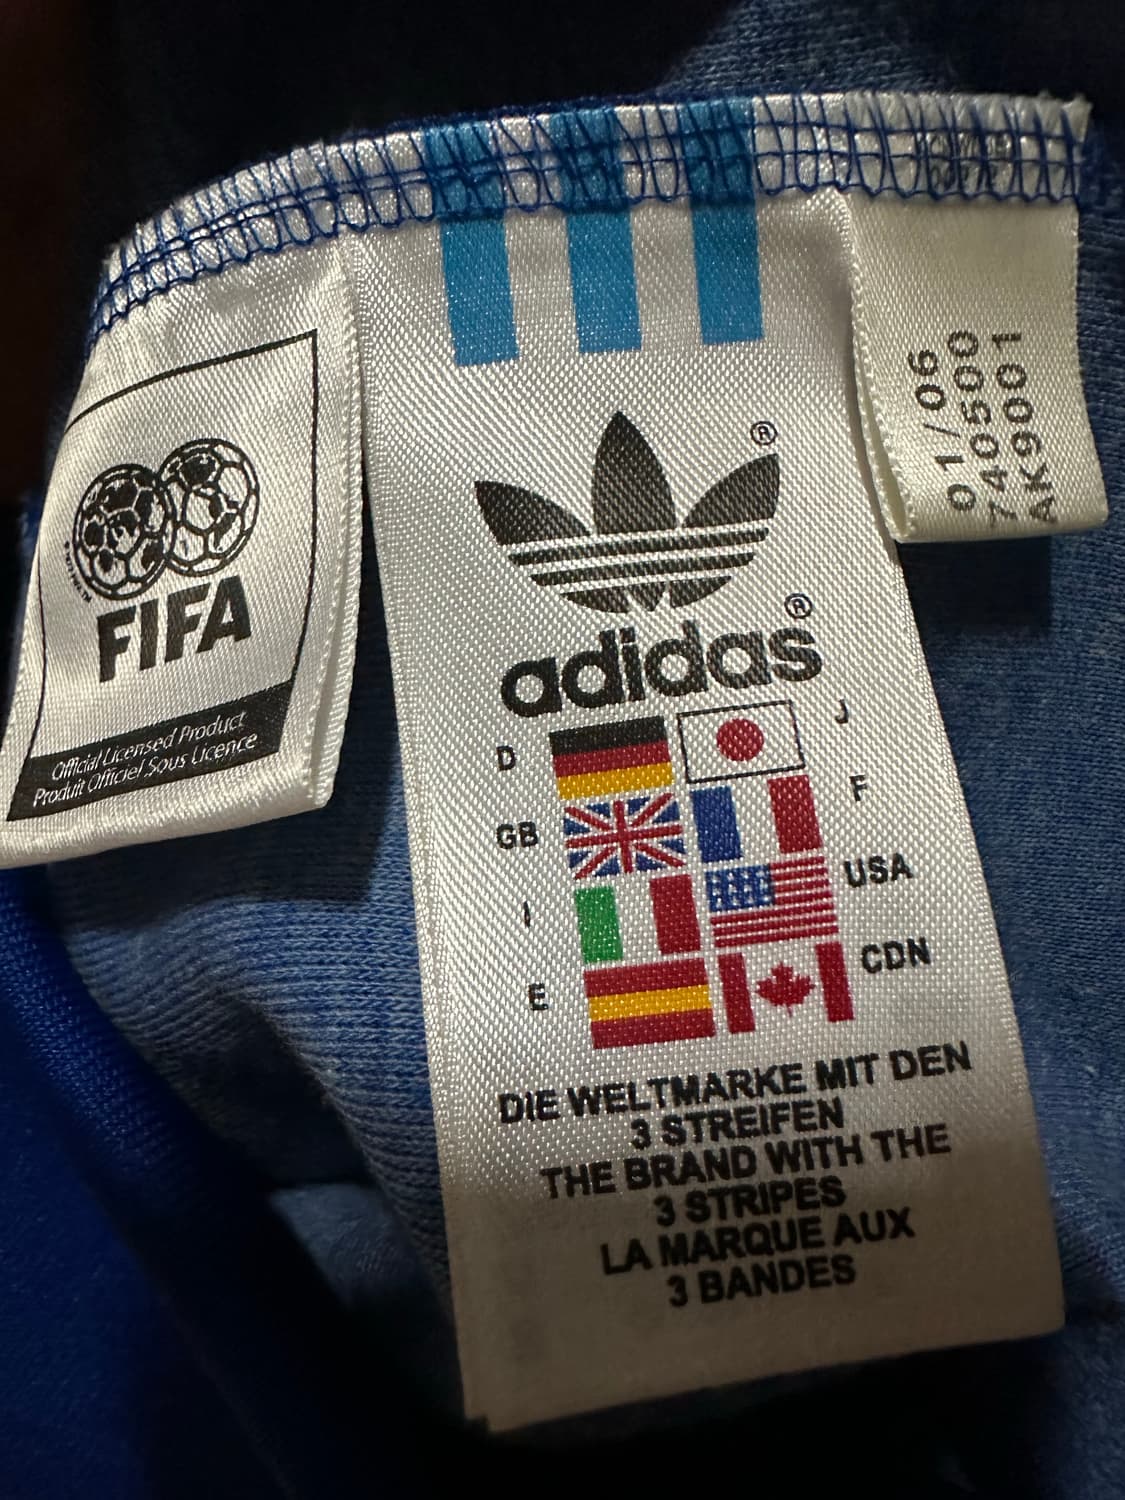 FIFA
Official Licensed Product
Produit Officiel Sous Licence
®
adidas®
D
J
GB
F
I
USA
E
CDN
DIE WELTMARKE MIT DEN
3 STREIFEN
THE BRAND WITH THE
3 STRIPES
LA MARQUE AUX
3 BANDES
01/06
740500
AK9001